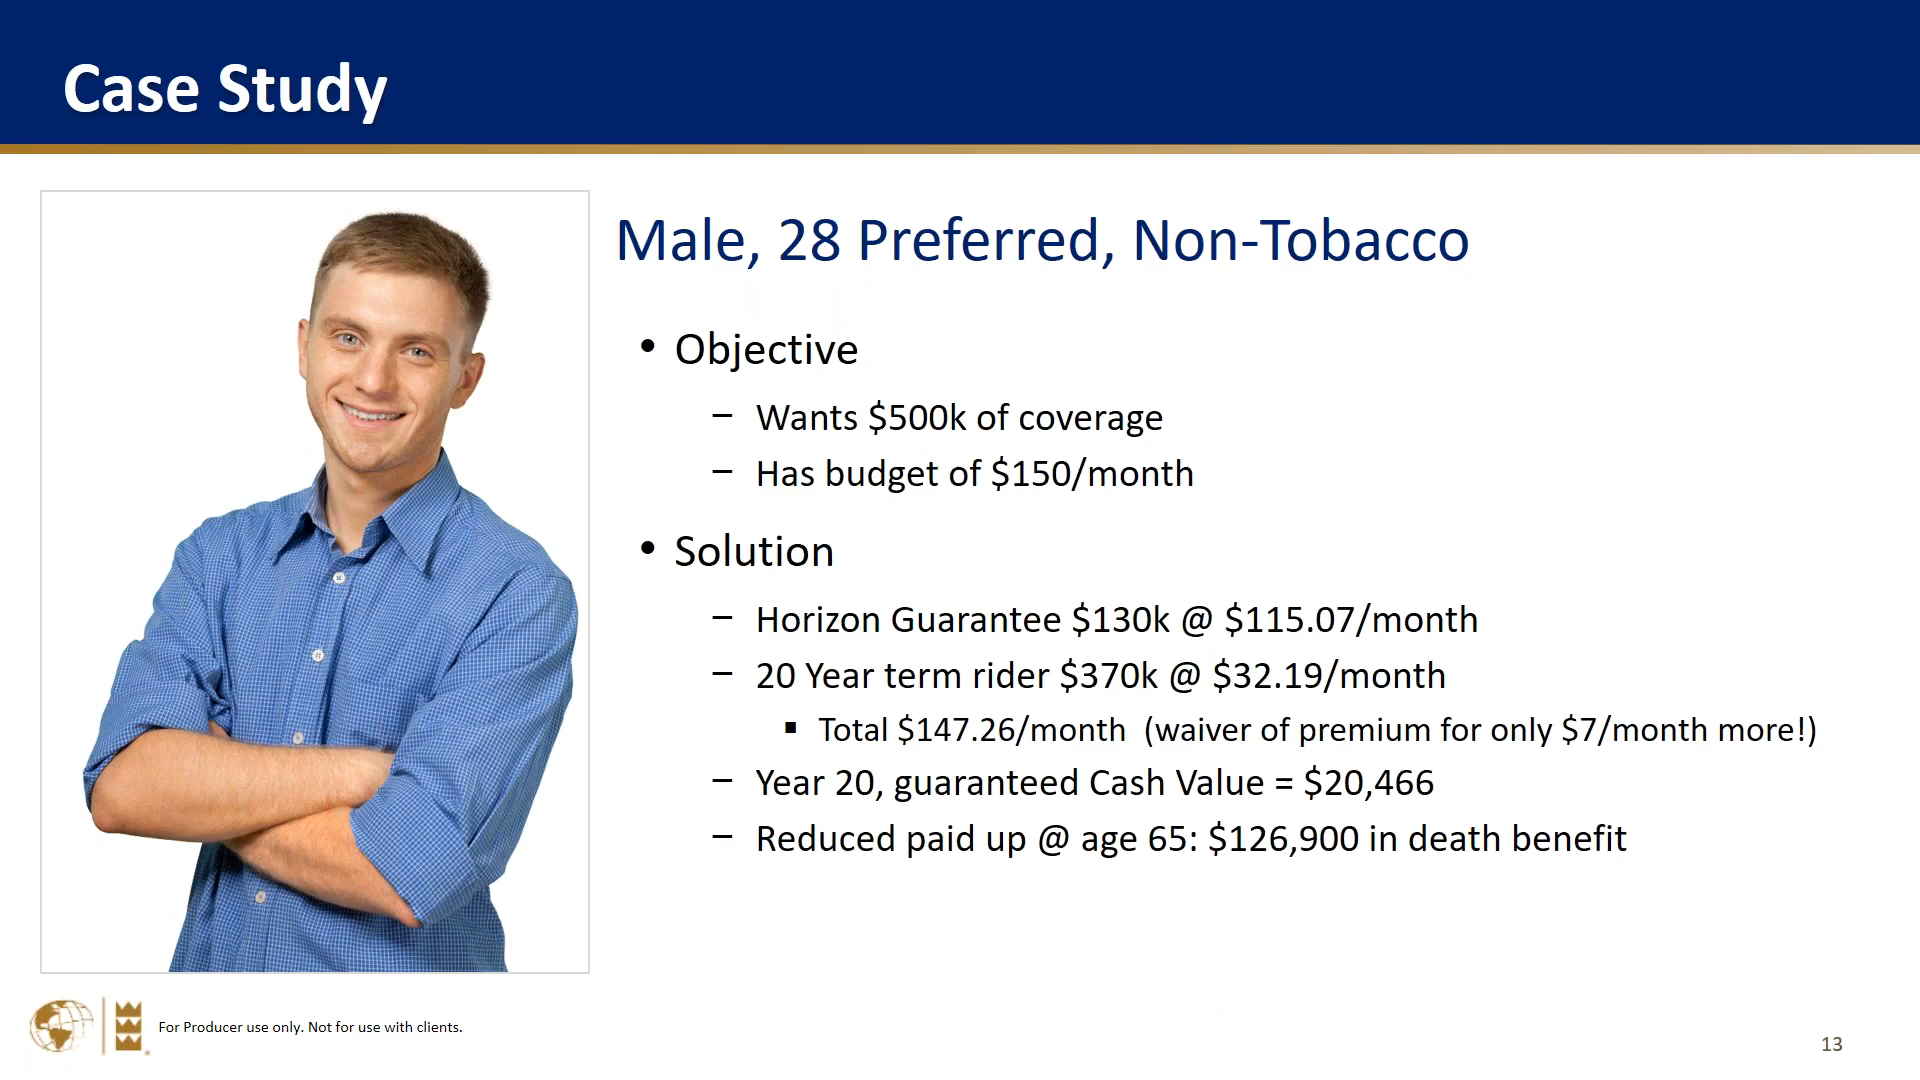 Case Study
Male, 28 Preferred, Non-Tobacco
• Objective
– Wants $500k of coverage
– Has budget of $150/month
• Solution
– Horizon Guarantee $130k @ $115.07/month
– 20 Year term rider $370k @ $32.19/month
▪ Total $147.26/month (waiver of premium for only $7/month more!)
– Year 20, guaranteed Cash Value = $20,466
– Reduced paid up @ age 65: $126,900 in death benefit
For Producer use only. Not for use with clients.
13